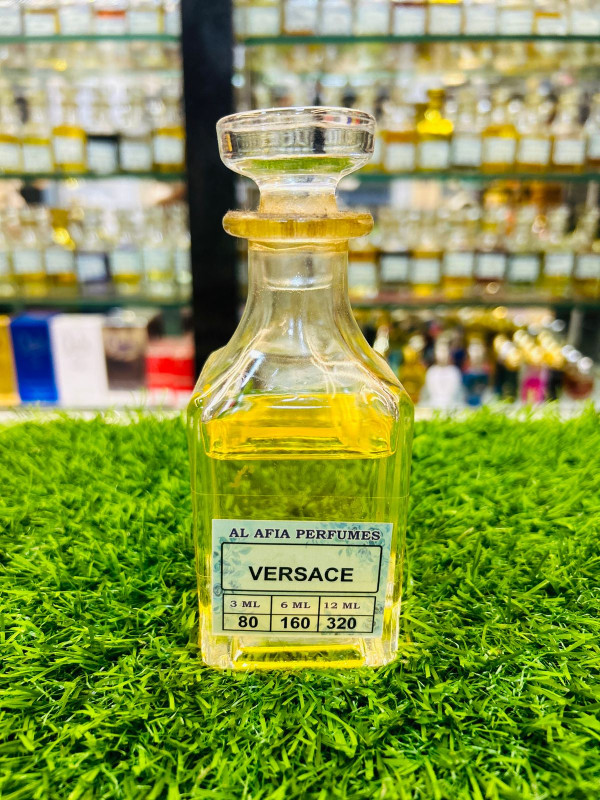 AL AFIA PERFUMES
VERSACE
3 ML 6 ML 12 ML
80 160 320